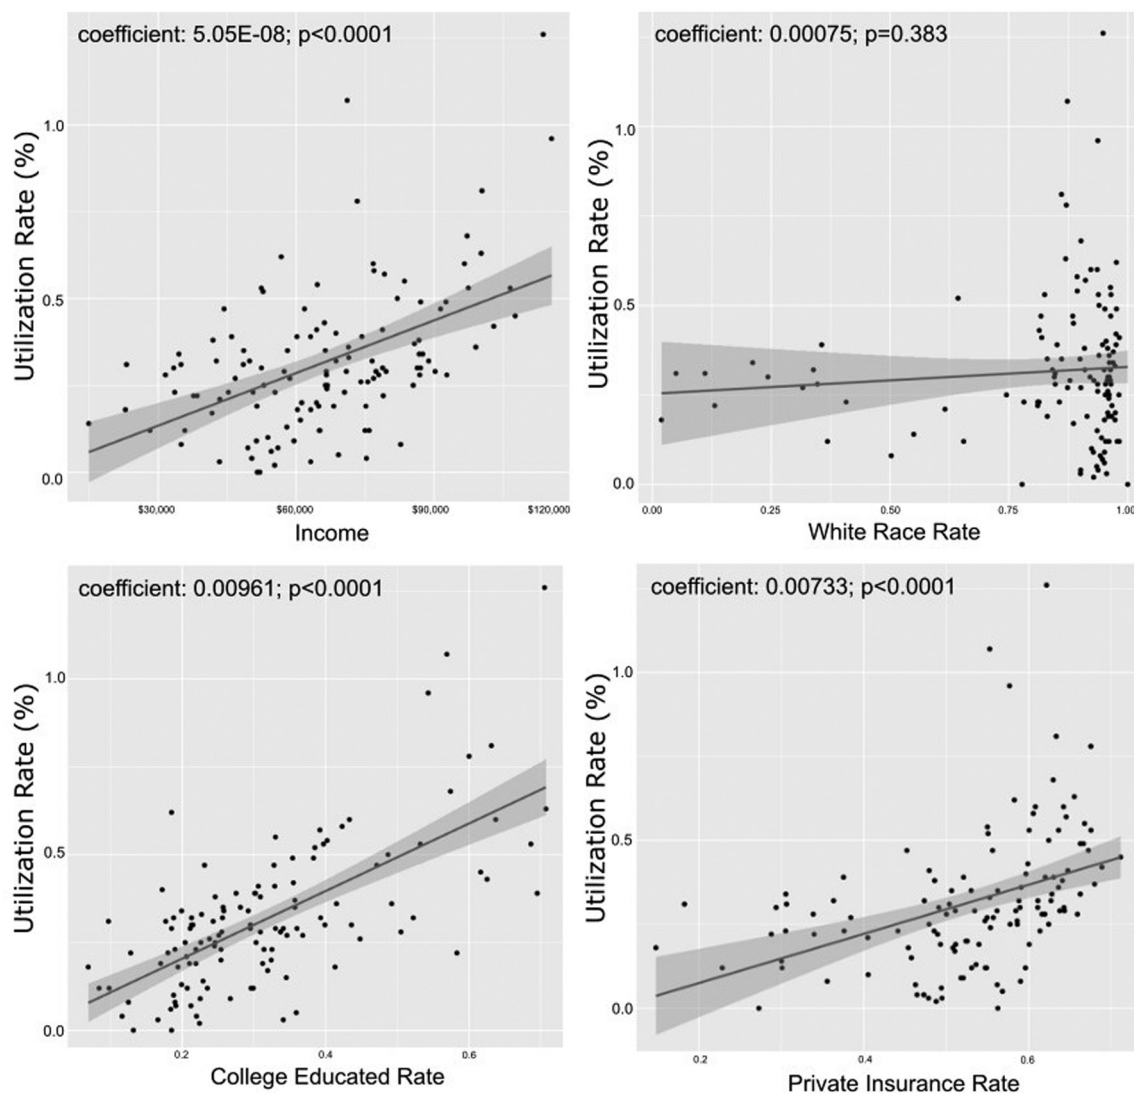 coefficient: 5.05E-08; p<0.0001
Utilization Rate (%)
1.0
0.5
0.0
$30,000 $60,000 $90,000 $120,000
Income
coefficient: 0.00075; p=0.383
Utilization Rate (%)
1.0
0.5
0.0
0.00 0.25 0.50 0.75 1.00
White Race Rate
coefficient: 0.00961; p<0.0001
Utilization Rate (%)
1.0
0.5
0.0
0.2 0.4 0.6
College Educated Rate
coefficient: 0.00733; p<0.0001
Utilization Rate (%)
1.0
0.5
0.0
0.2 0.4 0.6
Private Insurance Rate